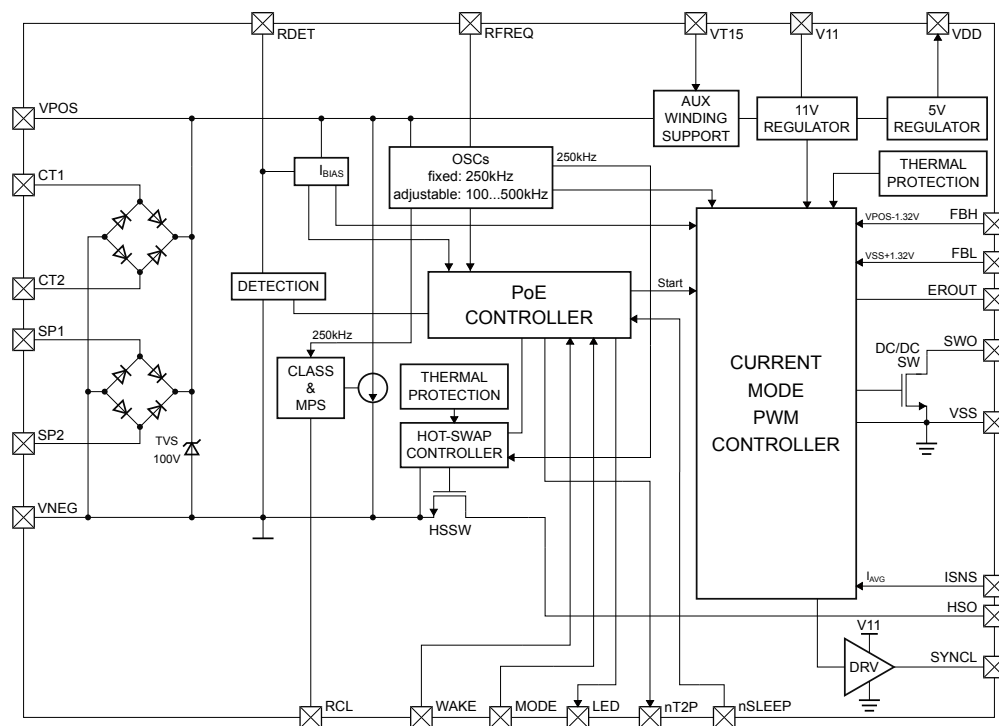 RDET
RFREQ
VT15
V11
VDD
VPOS
AUX
WINDING
SUPPORT
11V
REGULATOR
5V
REGULATOR
OSCs
fixed: 250kHz
adjustable: 100...500kHz
250kHz
THERMAL
PROTECTION
IBIAS
CT1
VPOS-1.32V
FBH
VSS+1.32V
FBL
CT2
DETECTION
PoE
CONTROLLER
Start
EROUT
SP1
250kHz
CLASS
&
MPS
THERMAL
PROTECTION
CURRENT
MODE
PWM
CONTROLLER
DC/DC
SW
SWO
VSS
SP2
TVS
100V
HOT-SWAP
CONTROLLER
VNEG
HSSW
IAVG
ISNS
HSO
V11
DRV
SYNCL
RCL
WAKE
MODE
LED
nT2P
nSLEEP